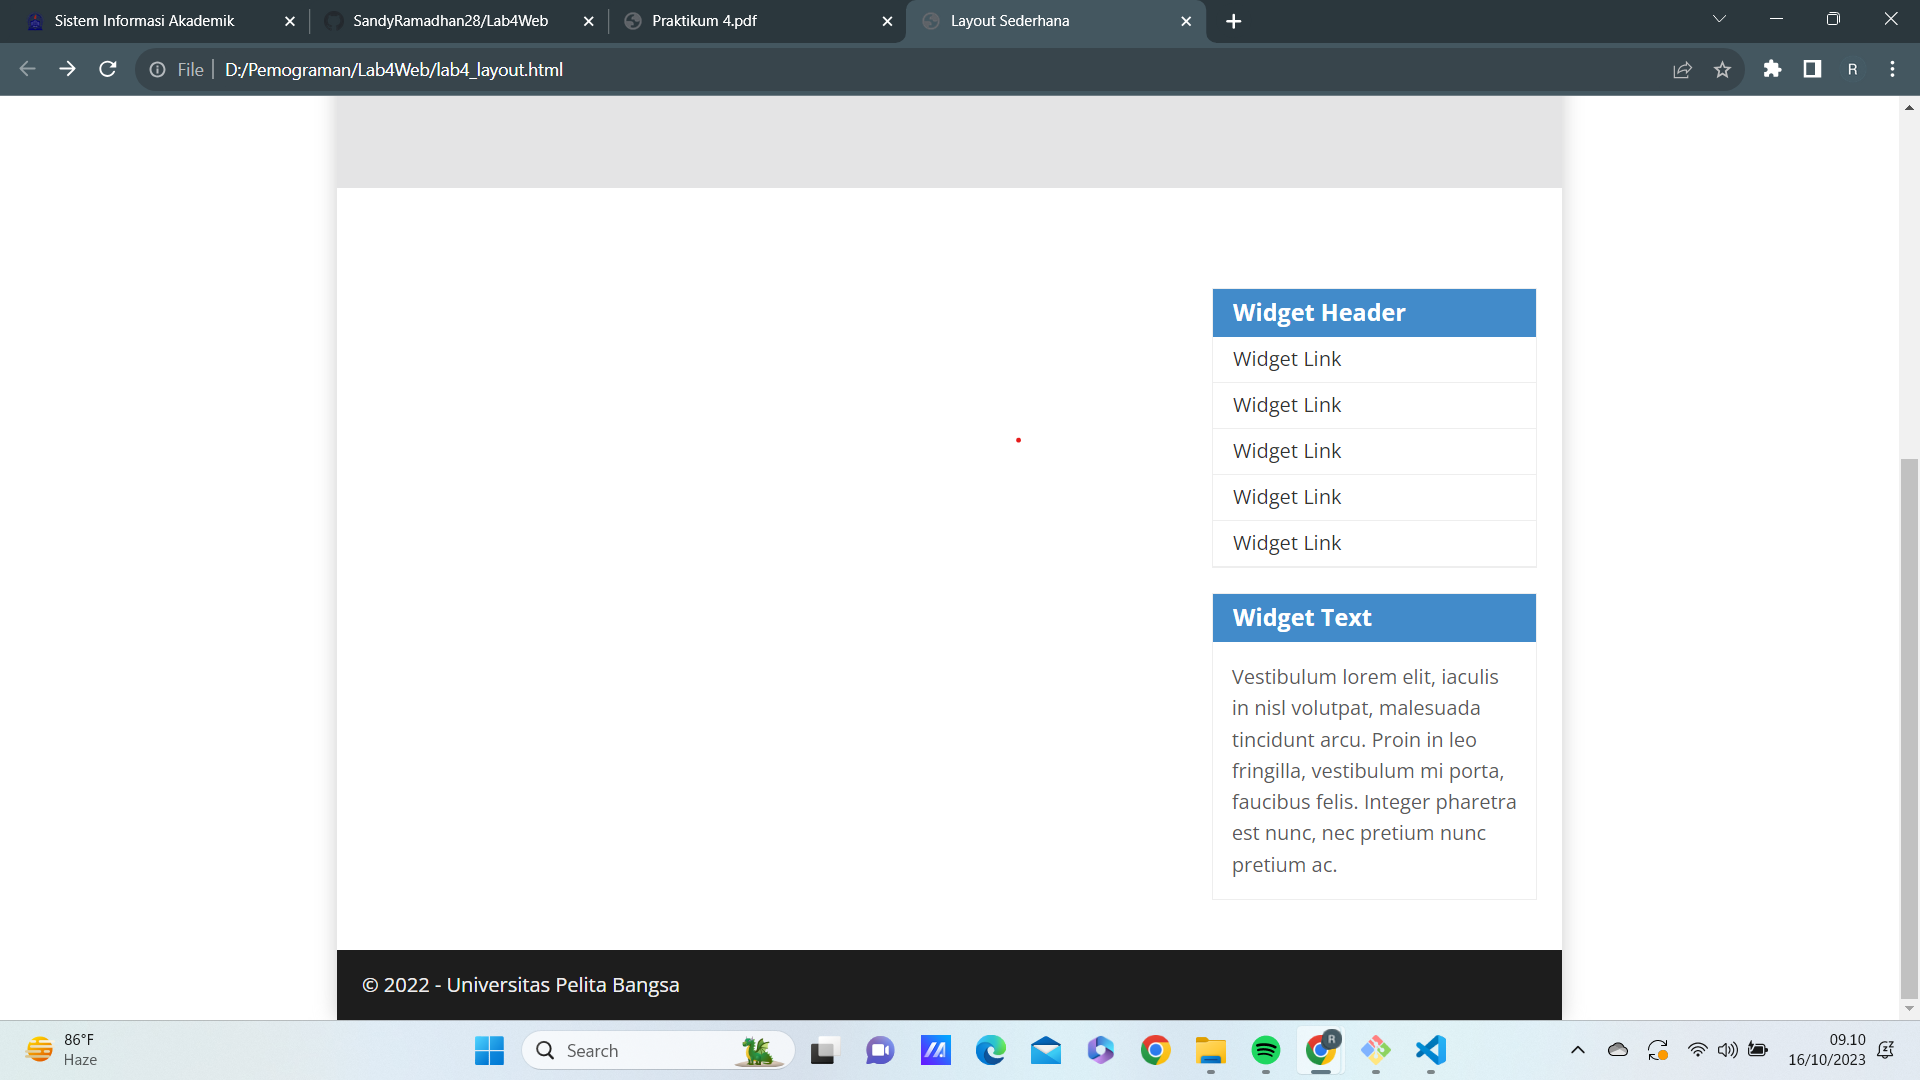 Sistem Informasi Akademik
SandyRamadhan28/Lab4Web
Praktikum 4.pdf
Layout Sederhana
File
D:/Pemograman/Lab4Web/lab4_layout.html
R
Widget Header
Widget Link
Widget Link
Widget Link
Widget Link
Widget Link
Widget Text
Vestibulum lorem elit, iaculis
in nisl volutpat, malesuada
tincidunt arcu. Proin in leo
fringilla, vestibulum mi porta,
faucibus felis. Integer pharetra
est nunc, nec pretium nunc
pretium ac.
© 2022 - Universitas Pelita Bangsa
86°F
Haze
Search
R
09.10
16/10/2023